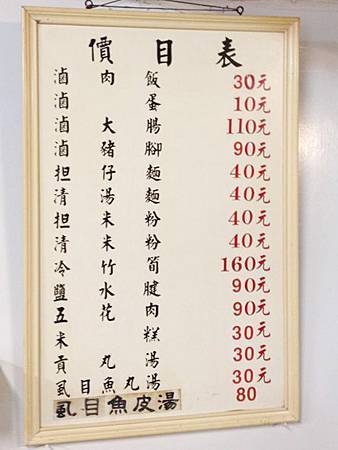 價目表
滷肉飯 30元
滷蛋 10元
滷大腸 110元
滷豬腳 90元
担仔麵 40元
清湯麵 40元
担米粉 40元
清米粉 40元
冷竹筍 160元
鹽水腱 90元
五花肉 90元
米糕 30元
貢丸湯 30元
虱目魚丸湯 30元
虱目魚皮湯 80